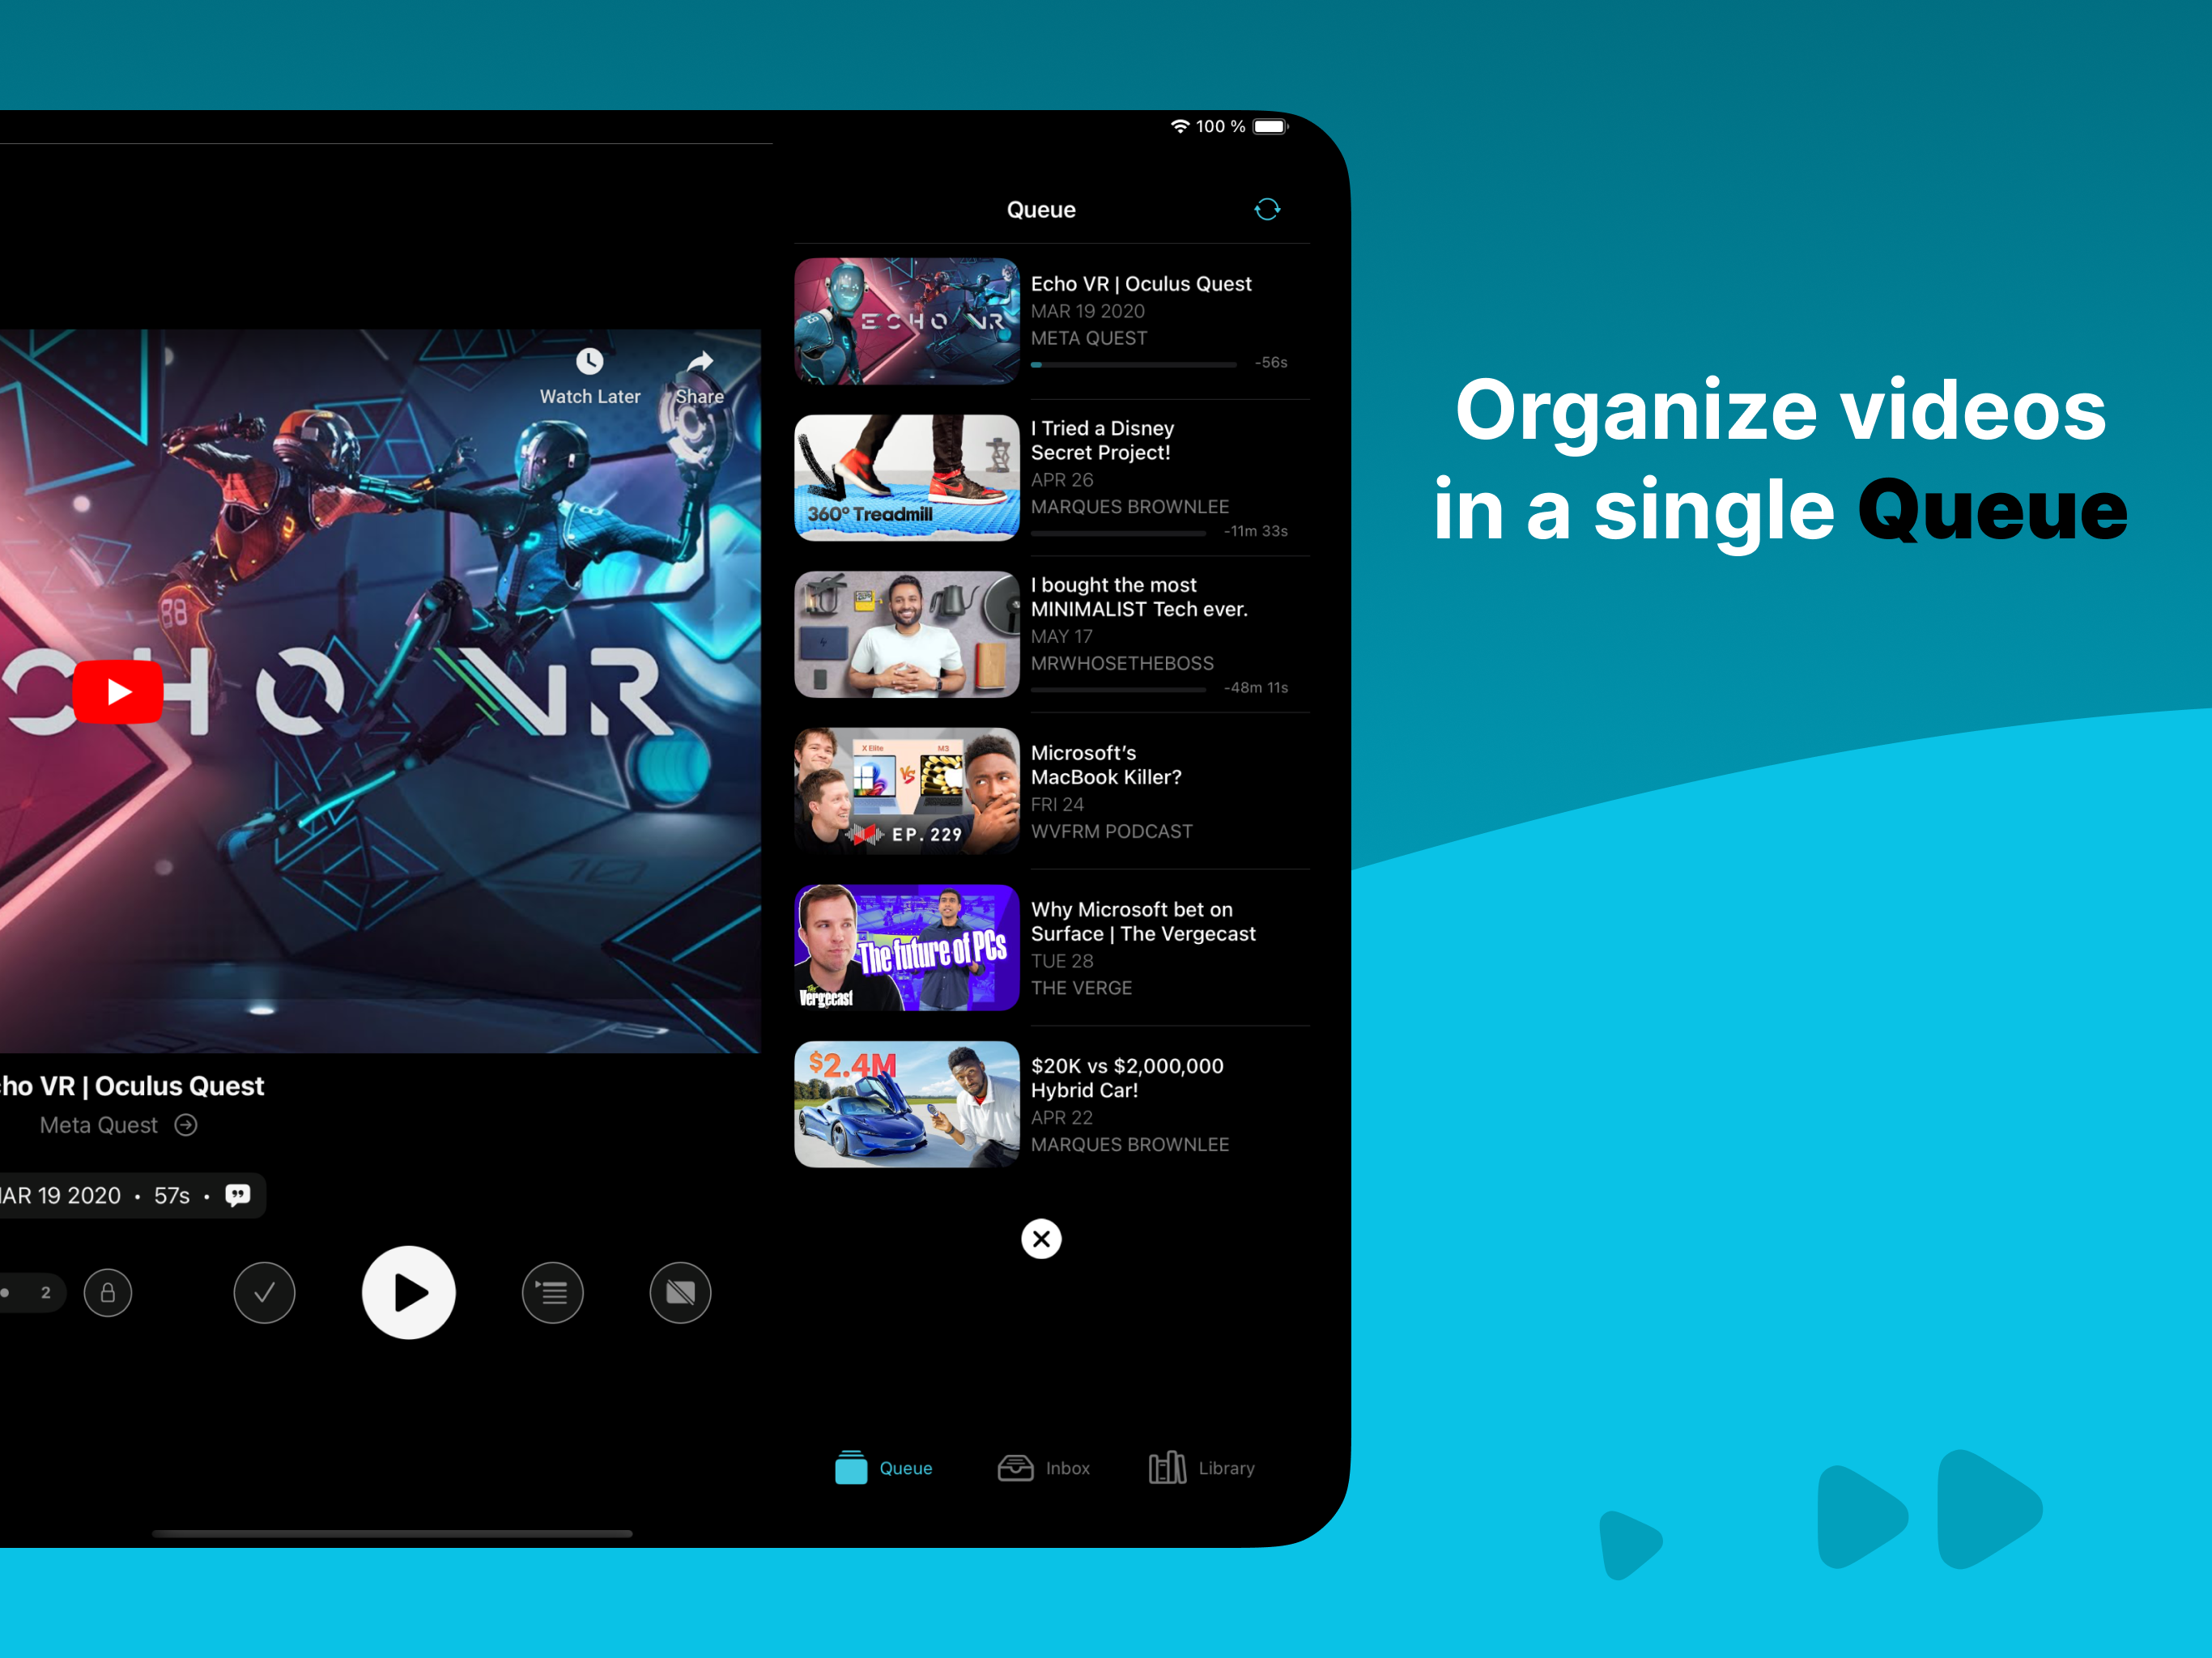 100 %
Queue
ECHO VR
Echo VR | Oculus Quest
MAR 19 2020
META QUEST
-56s
360° Treadmill
I Tried a Disney
Secret Project!
APR 26
MARQUES BROWNLEE
-11m 33s
I bought the most
MINIMALIST Tech ever.
MAY 17
MRWHOSETHEBOSS
-48m 11s
X Elite
M3
VS
EP. 229
Microsoft’s
MacBook Killer?
FRI 24
WVFRM PODCAST
The future of PCs
The Vergecast
Why Microsoft bet on
Surface | The Vergecast
TUE 28
THE VERGE
$2.4M
$20K vs $2,000,000
Hybrid Car!
APR 22
MARQUES BROWNLEE
Queue
Inbox
Library
Watch Later
Share
88
CHO VR
10
ho VR | Oculus Quest
Meta Quest
AR 19 2020 • 57s •
2
Organize videos
in a single Queue